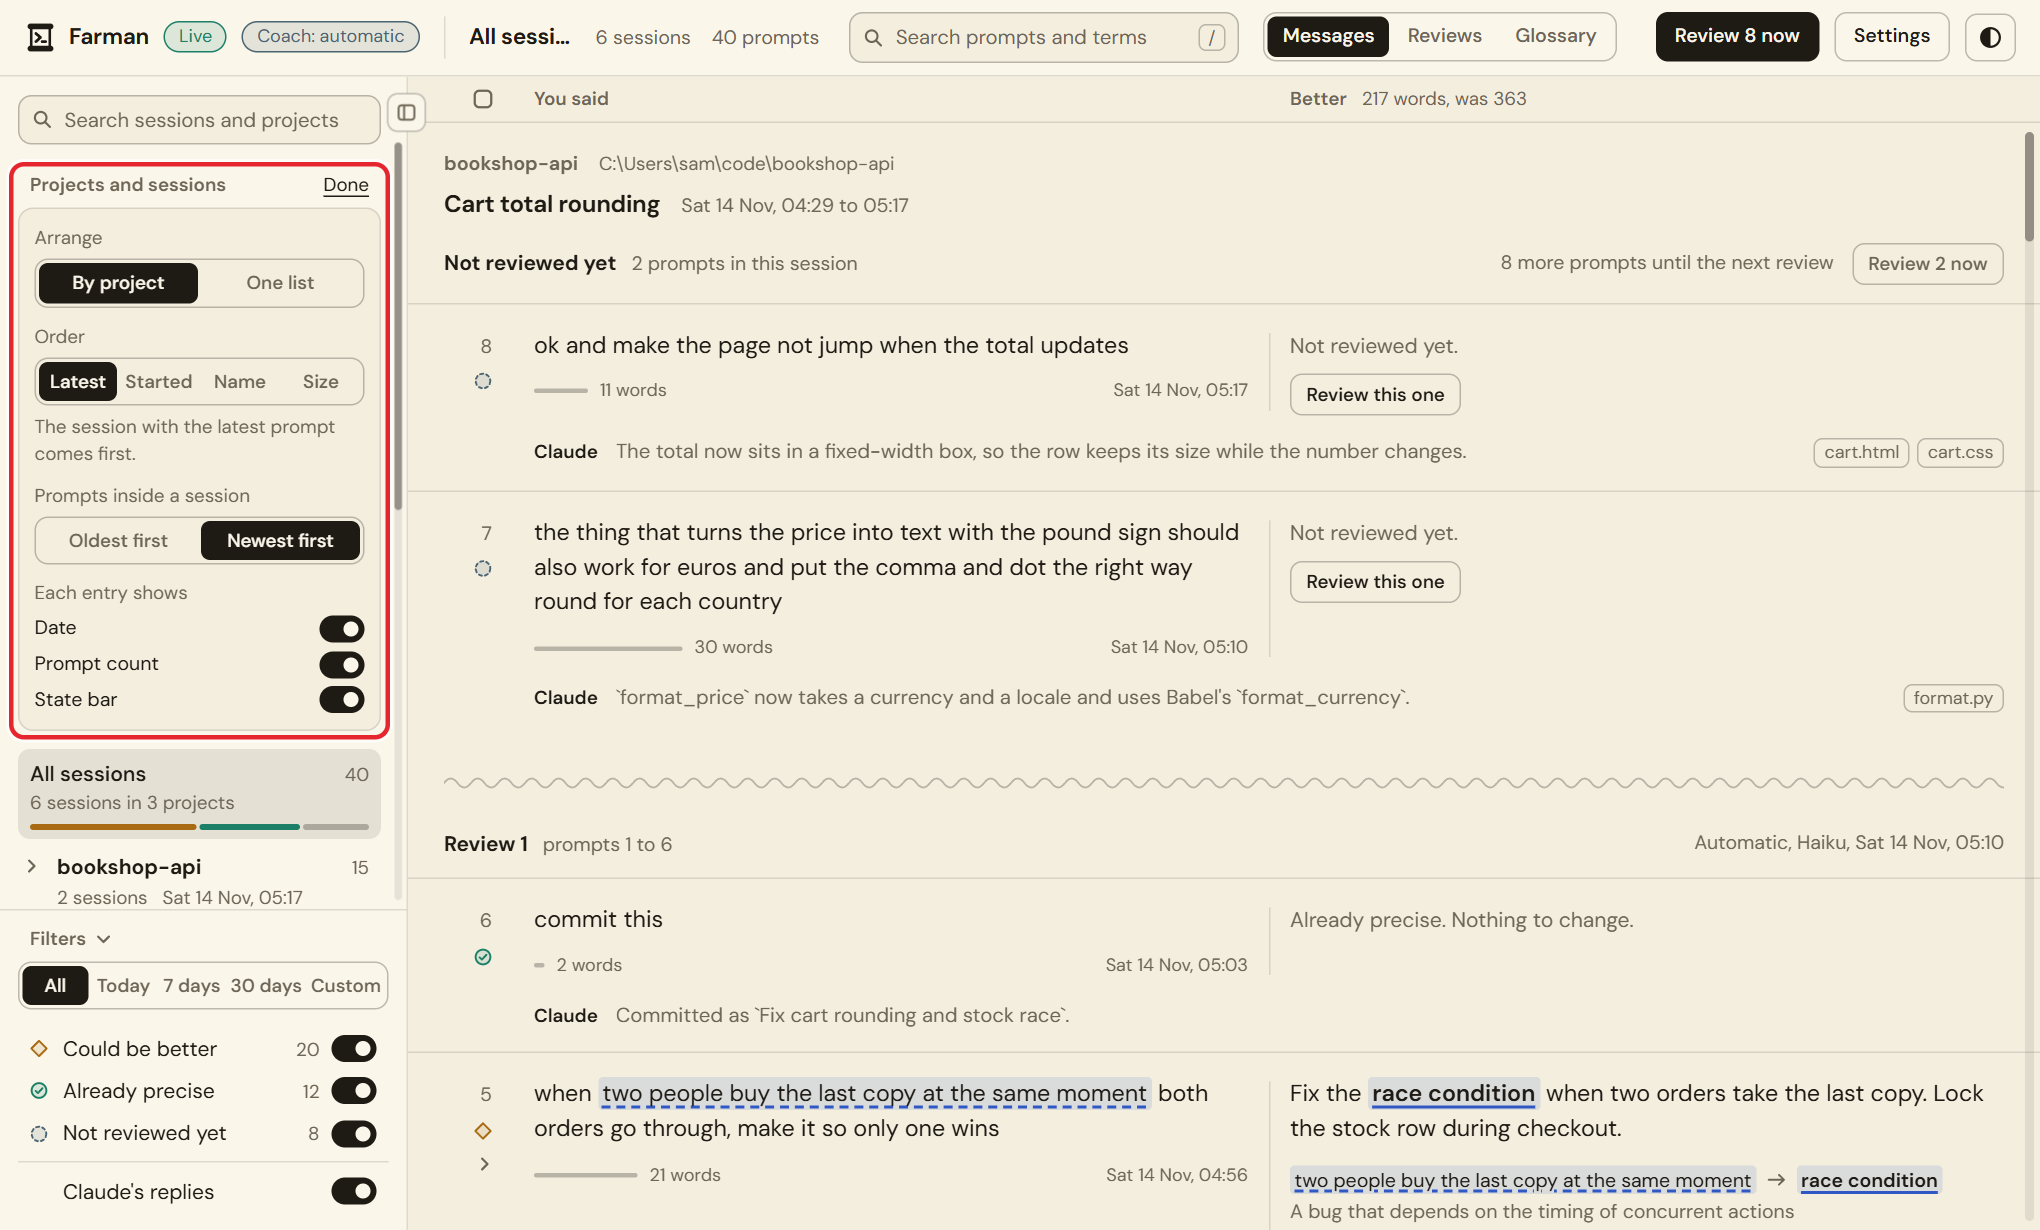 Farman Live Coach: automatic All sessi... 6 sessions 40 prompts Search prompts and terms / Messages Reviews Glossary Review 8 now Settings
Search sessions and projects
Projects and sessions Done
Arrange
By project One list
Order
Latest Started Name Size
The session with the latest prompt
comes first.
Prompts inside a session
Oldest first Newest first
Each entry shows
Date
Prompt count
State bar
All sessions 40
6 sessions in 3 projects
bookshop-api 15
2 sessions Sat 14 Nov, 05:17
Filters
All Today 7 days 30 days Custom
Could be better 20
Already precise 12
Not reviewed yet 8
Claude's replies
You said Better 217 words, was 363
bookshop-api C:\Users\sam\code\bookshop-api
Cart total rounding Sat 14 Nov, 04:29 to 05:17
Not reviewed yet 2 prompts in this session 8 more prompts until the next review Review 2 now
8 ok and make the page not jump when the total updates Not reviewed yet.
11 words Sat 14 Nov, 05:17 Review this one
Claude The total now sits in a fixed-width box, so the row keeps its size while the number changes. cart.html cart.css
7 the thing that turns the price into text with the pound sign should Not reviewed yet.
also work for euros and put the comma and dot the right way Review this one
round for each country
30 words Sat 14 Nov, 05:10
Claude `format_price` now takes a currency and a locale and uses Babel's `format_currency`. format.py
Review 1 prompts 1 to 6 Automatic, Haiku, Sat 14 Nov, 05:10
6 commit this Already precise. Nothing to change.
2 words Sat 14 Nov, 05:03
Claude Committed as `Fix cart rounding and stock race`.
5 when two people buy the last copy at the same moment both Fix the race condition when two orders take the last copy. Lock
orders go through, make it so only one wins the stock row during checkout.
21 words Sat 14 Nov, 04:56 two people buy the last copy at the same moment → race condition
A bug that depends on the timing of concurrent actions